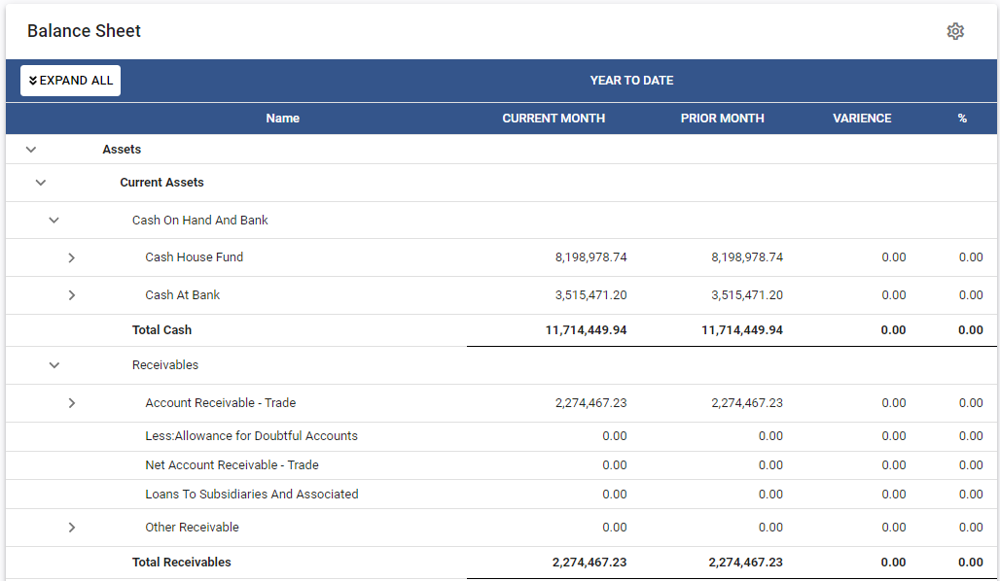 Balance Sheet
EXPAND ALL YEAR TO DATE
Name CURRENT MONTH PRIOR MONTH VARIENCE %
Assets
Current Assets
Cash On Hand And Bank
Cash House Fund 8,198,978.74 8,198,978.74 0.00 0.00
Cash At Bank 3,515,471.20 3,515,471.20 0.00 0.00
Total Cash 11,714,449.94 11,714,449.94 0.00 0.00
Receivables
Account Receivable - Trade 2,274,467.23 2,274,467.23 0.00 0.00
Less:Allowance for Doubtful Accounts 0.00 0.00 0.00 0.00
Net Account Receivable - Trade 0.00 0.00 0.00 0.00
Loans To Subsidiaries And Associated 0.00 0.00 0.00 0.00
Other Receivable 0.00 0.00 0.00 0.00
Total Receivables 2,274,467.23 2,274,467.23 0.00 0.00